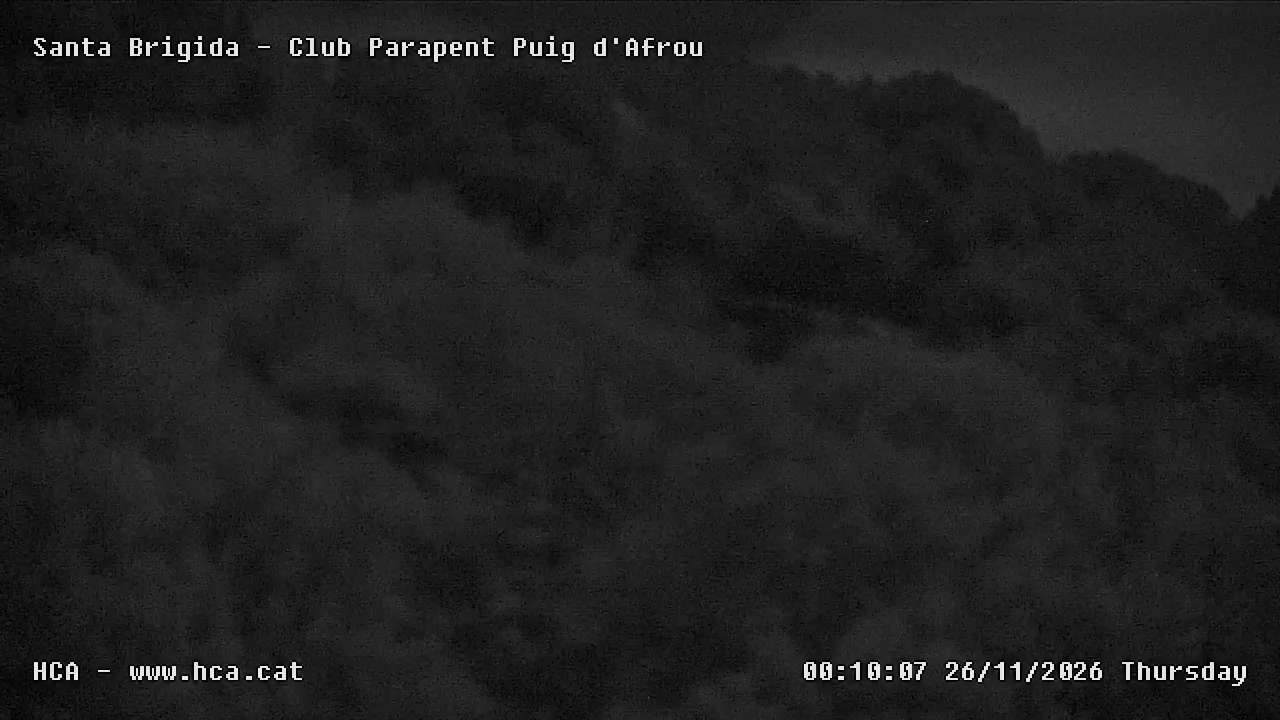 Santa Brigida - Club Parapent Puig d'Afrou
HCA - www.hca.cat
00:10:07 26/11/2026 Thursday